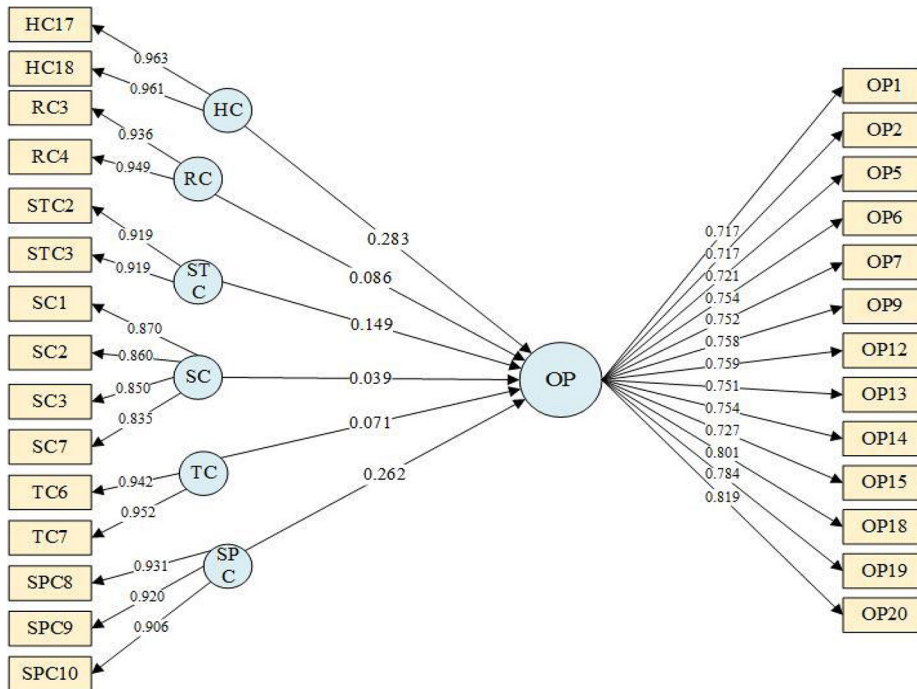 HC17
HC18
RC3
RC4
STC2
STC3
SC1
SC2
SC3
SC7
TC6
TC7
SPC8
SPC9
SPC10
0.963
0.961
0.936
0.949
0.919
0.919
0.870
0.860
0.850
0.835
0.942
0.952
0.931
0.920
0.906
HC
RC
ST
C
SC
TC
SP
C
0.283
0.086
0.149
0.039
0.071
0.262
OP
0.717
0.717
0.721
0.754
0.752
0.758
0.759
0.751
0.754
0.727
0.801
0.784
0.819
OP1
OP2
OP5
OP6
OP7
OP9
OP12
OP13
OP14
OP15
OP18
OP19
OP20